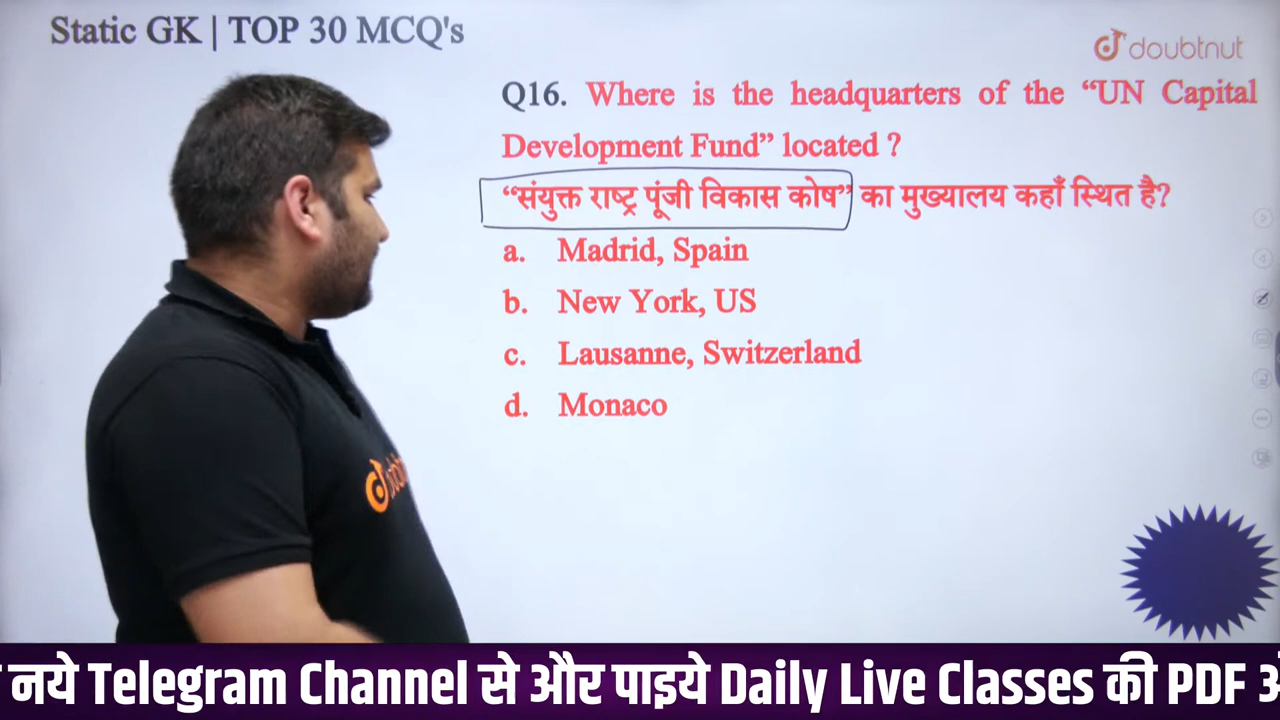 Static GK | TOP 30 MCQ's
doubtnut
Q16. Where is the headquarters of the “UN Capital
Development Fund” located ?
“संयुक्त राष्ट्र पूंजी विकास कोष” का मुख्यालय कहाँ स्थित है?
a. Madrid, Spain
b. New York, US
c. Lausanne, Switzerland
d. Monaco
नये Telegram Channel से और पाइये Daily Live Classes की PDF